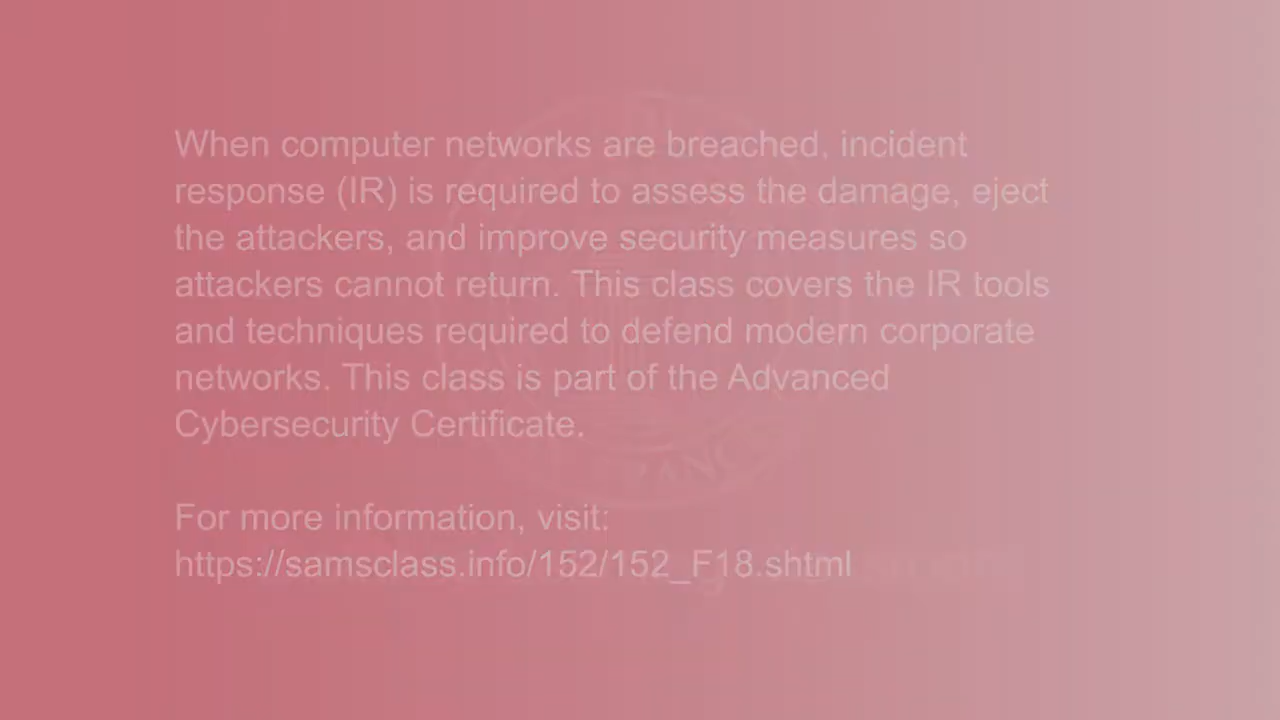 When computer networks are breached, incident
response (IR) is required to assess the damage, eject
the attackers, and improve security measures so
attackers cannot return. This class covers the IR tools
and techniques required to defend modern corporate
networks. This class is part of the Advanced
Cybersecurity Certificate.
For more information, visit:
https://samsclass.info/152/152_F18.shtml